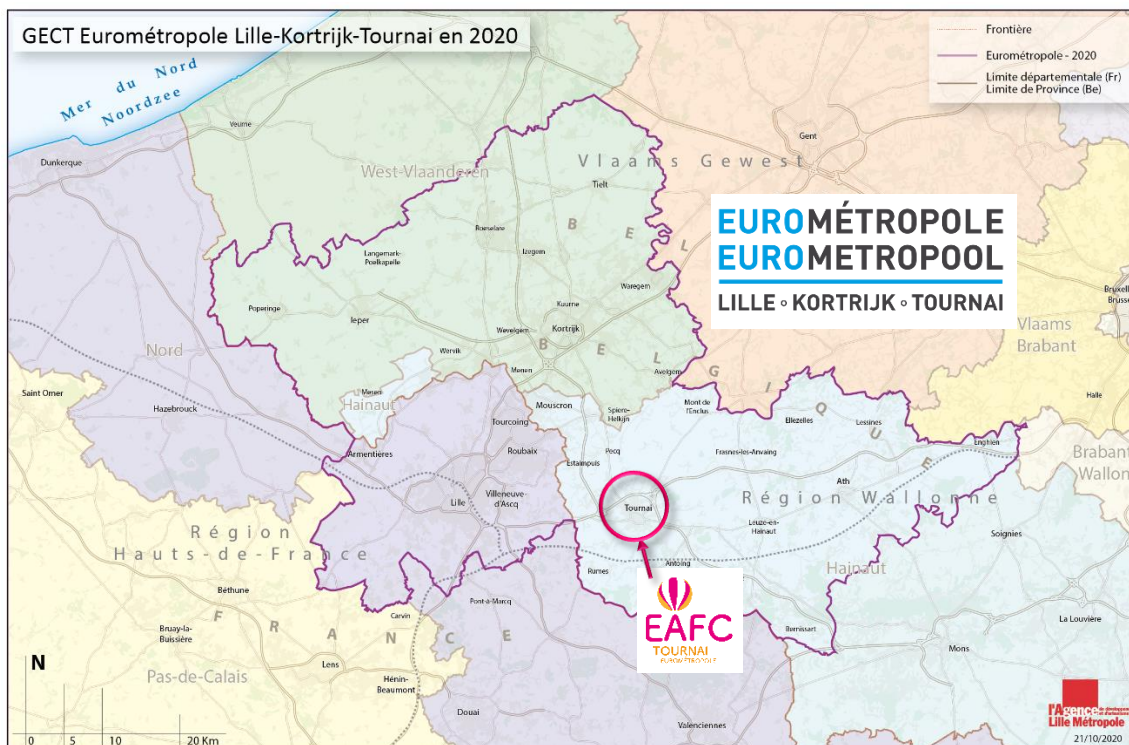 GECT Eurométropole Lille-Kortrijk-Tournai en 2020
Frontière
Eurométropole - 2020
Limite départementale (Fr)
Limite de Province (Be)
Mer du Nord
Noordzee
Dunkerque
Veurne
Gent
West-Vlaanderen
Vlaams Gewest
Tielt
BELGIQUE
BELGIË
EUROMÉTROPOLE
EUROMETROPOOL
LILLE • KORTRIJK • TOURNAI
Roeselare
Izegem
Langemark-
Poelkapelle
Waregem
Poperinge
Ieper
Kuurne
Wevelgem
Kortrijk
Vlaams
Brabant
Nord
Wervik
Menen
Avelgem
Saint Omer
Hainaut
Mouscron
Spiere-
Helkijn
Mont de
l'Enclus
Halle
Hazebrouck
Tourcoing
Ellezelles
Lessines
Armentières
Roubaix
Estaimpuis
Pecq
Frasnes-lez-Anvaing
Enghien
Brabant
Wallon
Lille
Villeneuve-
d'Ascq
Tournai
Ath
Région Wallonne
Leuze-en-
Hainaut
Soignies
Région
Hauts-de-France
Rumes
Antoing
Hainaut
Béthune
Pont-à-Marcq
EAFC
TOURNAI
EUROMÉTROPOLE
Carvin
Bernissart
La Louvière
FRANCE
Bruay-la-
Buissière
Mons
Lens
Pas-de-Calais
Hénin-
Beaumont
Douai
Valenciennes
N
0 5 10 20 Km
l'Agence
Lille Métropole
21/10/2020